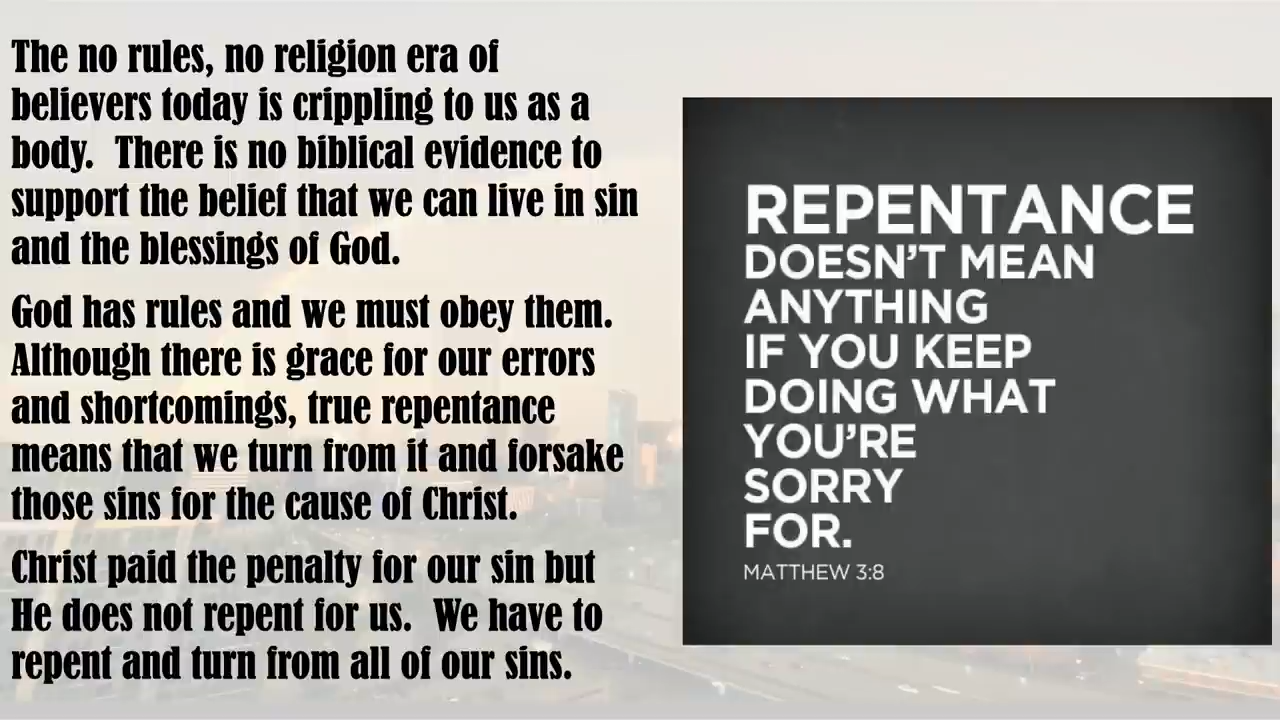 The no rules, no religion era of
believers today is crippling to us as a
body.  There is no biblical evidence to
support the belief that we can live in sin
and the blessings of God.
God has rules and we must obey them.
Although there is grace for our errors
and shortcomings, true repentance
means that we turn from it and forsake
those sins for the cause of Christ.
Christ paid the penalty for our sin but
He does not repent for us.  We have to
repent and turn from all of our sins.
REPENTANCE
DOESN'T MEAN
ANYTHING
IF YOU KEEP
DOING WHAT
YOU'RE
SORRY
FOR.
MATTHEW 3:8